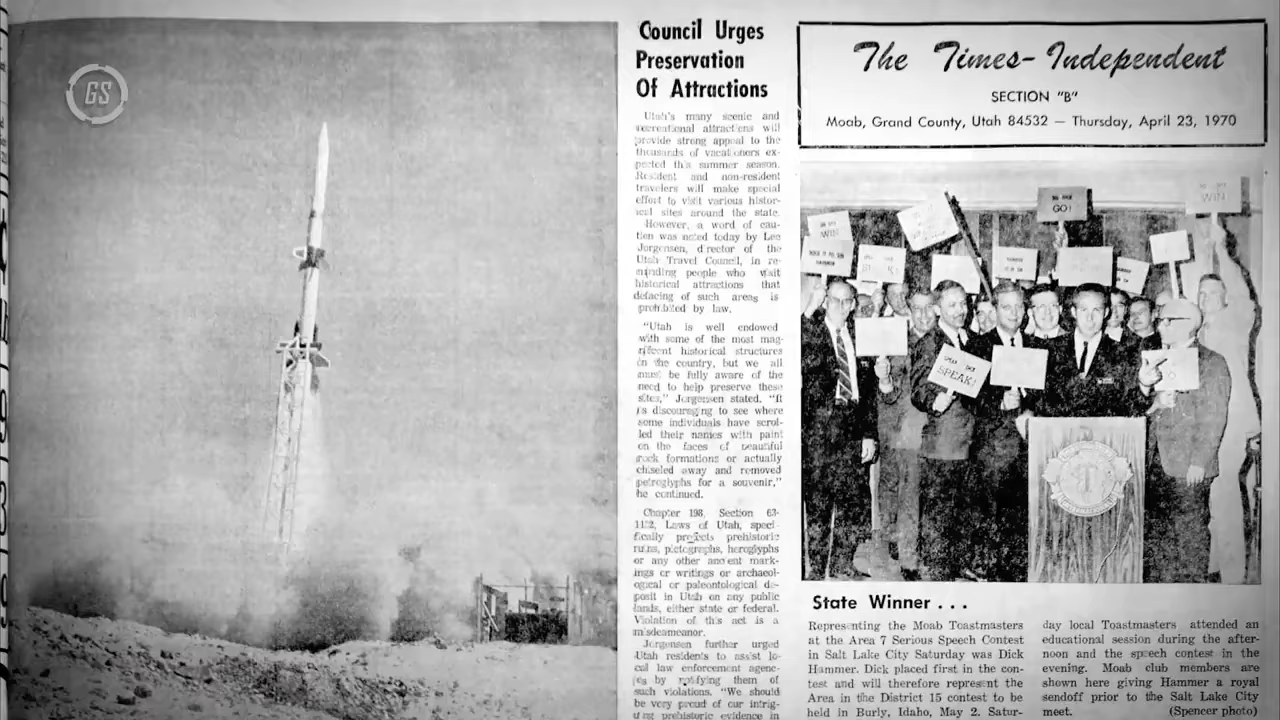 GS
Council Urges
Preservation
Of Attractions
Utah's many scenic and
recreational attractions will
provide strong appeal to the
thousands of vacationers ex-
pected this summer season.
Resident and non-resident
travelers will make special
effort to visit various histor-
ical sites around the state.
However, a word of cau-
tion was noted today by Lee
Jorgensen, director of the
Utah Travel Council, in re-
minding people who visit
historical attractions that
defacing of such areas is
prohibited by law.
"Utah is well endowed
with some of the most mag-
nificent historical structures
in the country, but we all
must be fully aware of the
need to help preserve these
sites," Jorgensen stated. "It
is discouraging to see where
some individuals have scrol-
led their names with paint
on the faces of beautiful
rock formations or actually
chiseled away and removed
petroglyphs for a souvenir,"
he continued.
Chapter 198, Section 63-
11-2, Laws of Utah, speci-
fically protects prehistoric
ruins, pictographs, heroglyphs
or any other ancient mark-
ings or writings or archaeol-
ogical or paleontological de-
posit in Utah on any public
lands, either state or federal.
Violation of this act is a
misdeameanor.
Jorgensen further urged
Utah residents to assist lo-
cal law enforcement agenc-
ies by notifying them of
such violations. "We should
be very proud of our intrig-
uing prehistoric evidence in
The Times-Independent
SECTION "B"
Moab, Grand County, Utah 84532 — Thursday, April 23, 1970
WIN
GO!
WIN
SPEAK!
State Winner . . .
Representing the Moab Toastmasters
at the Area 7 Serious Speech Contest
in Salt Lake City Saturday was Dick
Hammer. Dick placed first in the con-
test and will therefore represent the
Area in the District 15 contest to be
held in Burly, Idaho, May 2. Satur-
day local Toastmasters attended an
educational session during the after-
noon and the speech contest in the
evening. Moab club members are
shown here giving Hammer a royal
sendoff prior to the Salt Lake City
meet. (Spencer photo)